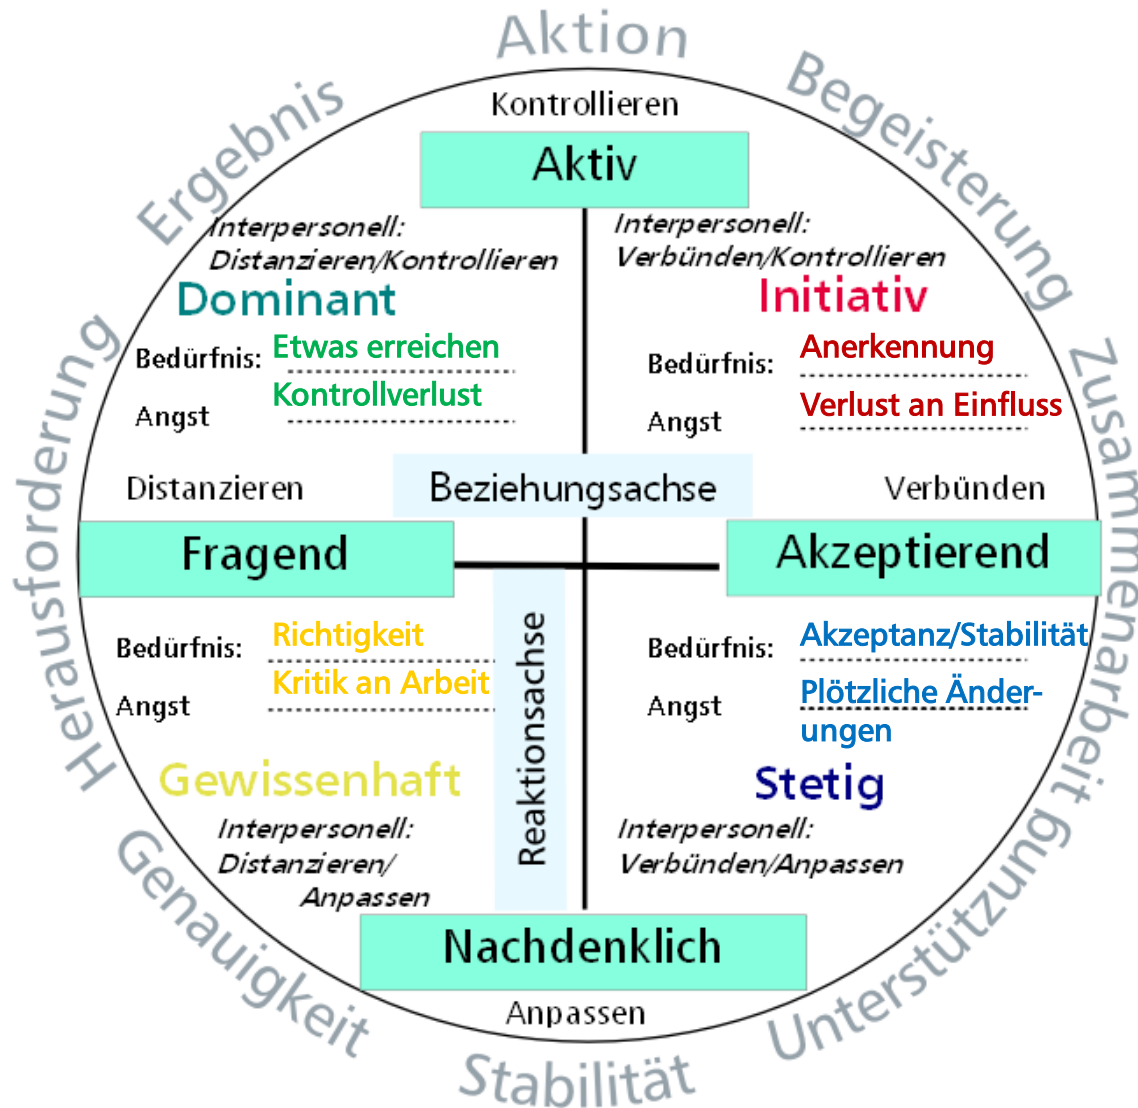 Aktion
Ergebnis
Begeisterung
Kontrollieren
Aktiv
Interpersonell:
Distanzieren/Kontrollieren
Interpersonell:
Verbünden/Kontrollieren
Dominant
Initiativ
Bedürfnis: Etwas erreichen
Angst Kontrollverlust
Bedürfnis: Anerkennung
Angst Verlust an Einfluss
Herausforderung
Zusammenarbeit
Distanzieren
Beziehungsachse
Verbünden
Fragend
Akzeptierend
Reaktionsachse
Bedürfnis: Richtigkeit
Angst Kritik an Arbeit
Bedürfnis: Akzeptanz/Stabilität
Angst Plötzliche Änder-
ungen
Gewissenhaft
Stetig
Interpersonell:
Distanzieren/
Anpassen
Interpersonell:
Verbünden/Anpassen
Nachdenklich
Anpassen
Genauigkeit
Unterstützung
Stabilität